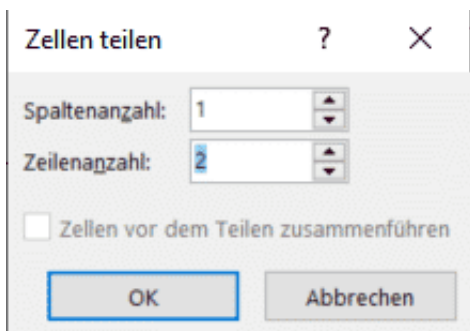 Zellen teilen ? ×
Spaltenanzahl: 1
Zeilenanzahl: 2
Zellen vor dem Teilen zusammenführen
OK Abbrechen